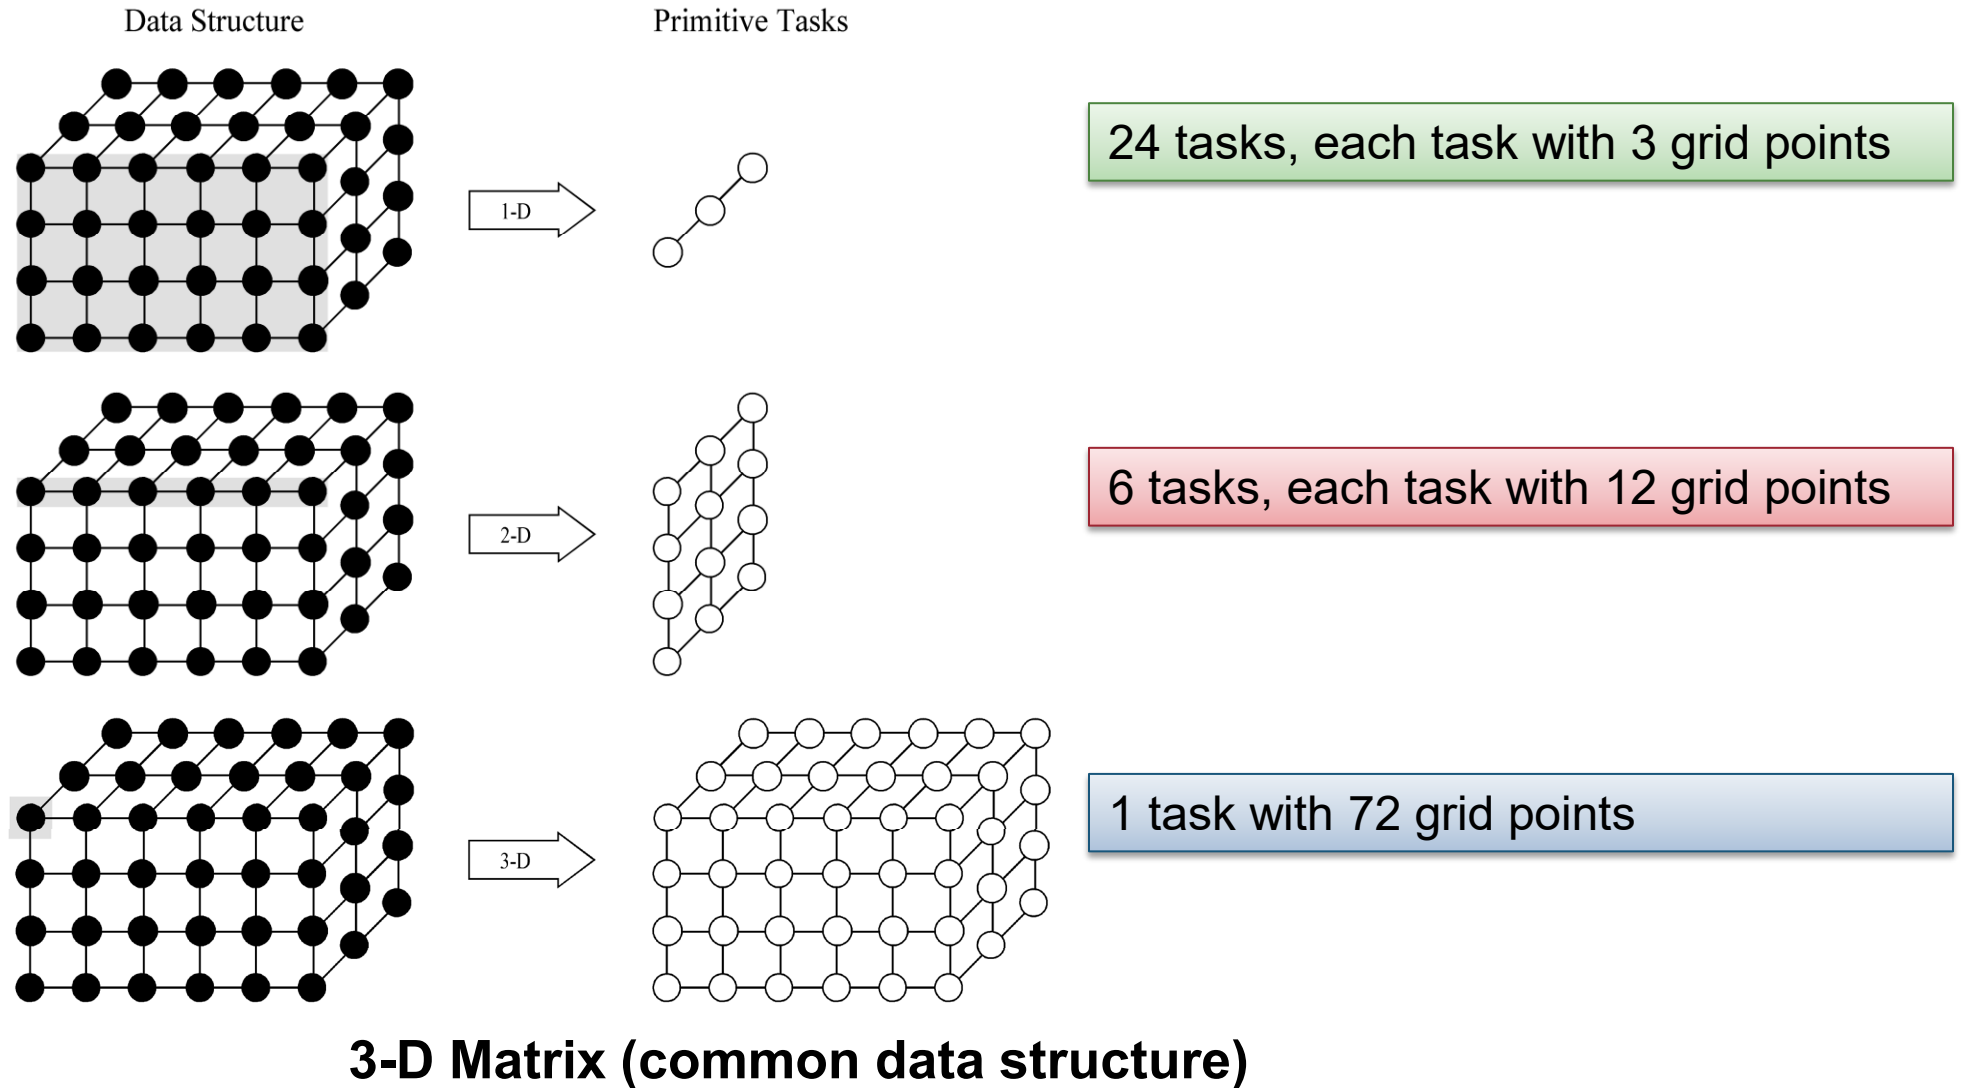 Data Structure
Primitive Tasks
1-D
24 tasks, each task with 3 grid points
2-D
6 tasks, each task with 12 grid points
3-D
1 task with 72 grid points
3-D Matrix (common data structure)